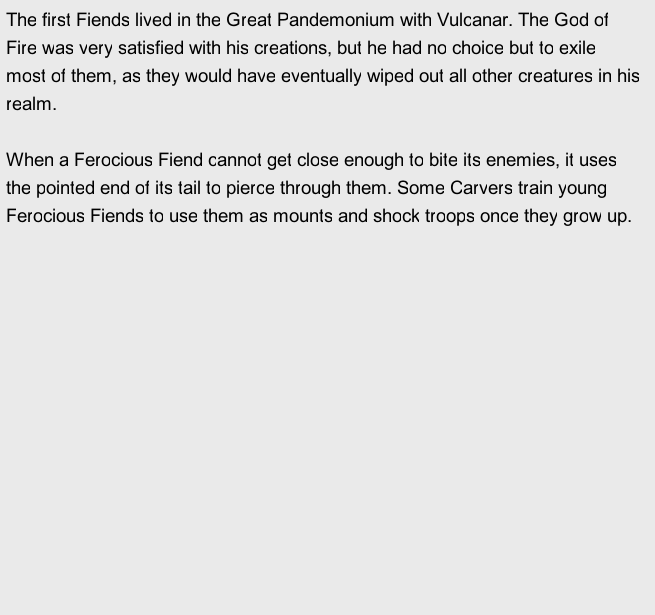 The first Fiends lived in the Great Pandemonium with Vulcanar. The God of
Fire was very satisfied with his creations, but he had no choice but to exile
most of them, as they would have eventually wiped out all other creatures in his
realm.
When a Ferocious Fiend cannot get close enough to bite its enemies, it uses
the pointed end of its tail to pierce through them. Some Carvers train young
Ferocious Fiends to use them as mounts and shock troops once they grow up.